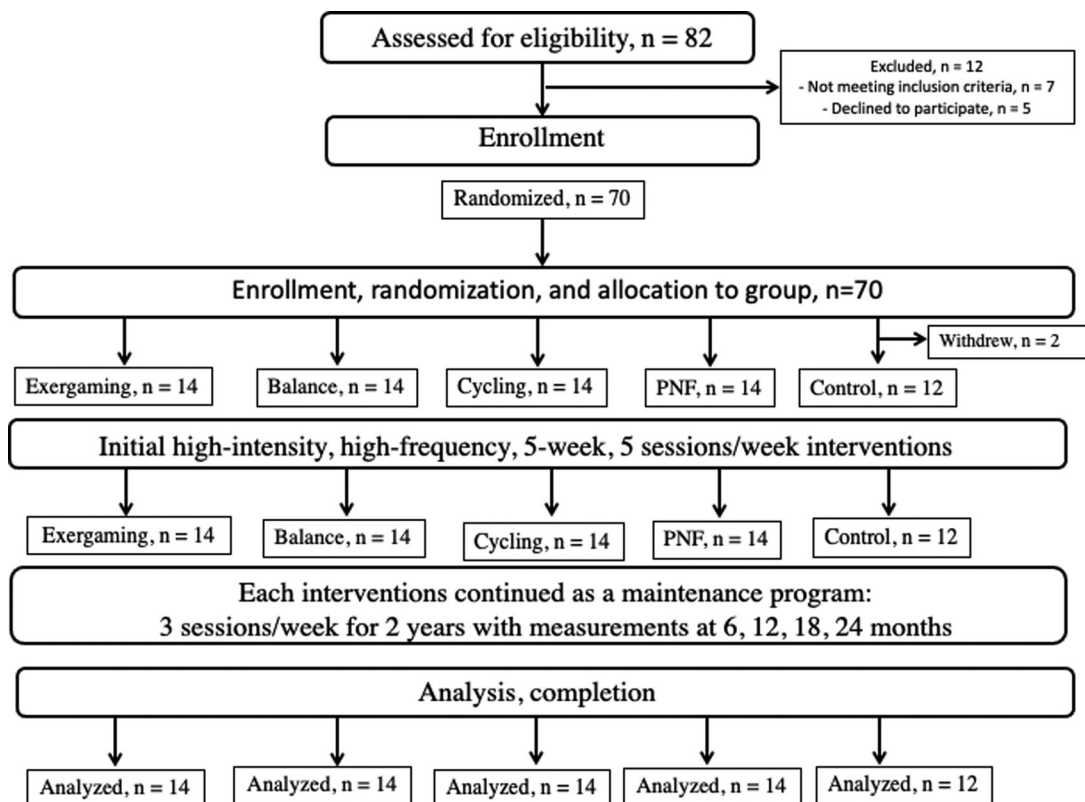 Assessed for eligibility, n = 82
Excluded, n = 12
- Not meeting inclusion criteria, n = 7
- Declined to participate, n = 5
Enrollment
Randomized, n = 70
Enrollment, randomization, and allocation to group, n=70
Withdrew, n = 2
Exergaming, n = 14
Balance, n = 14
Cycling, n = 14
PNF, n = 14
Control, n = 12
Initial high-intensity, high-frequency, 5-week, 5 sessions/week interventions
Exergaming, n = 14
Balance, n = 14
Cycling, n = 14
PNF, n = 14
Control, n = 12
Each interventions continued as a maintenance program:
3 sessions/week for 2 years with measurements at 6, 12, 18, 24 months
Analysis, completion
Analyzed, n = 14
Analyzed, n = 14
Analyzed, n = 14
Analyzed, n = 14
Analyzed, n = 12